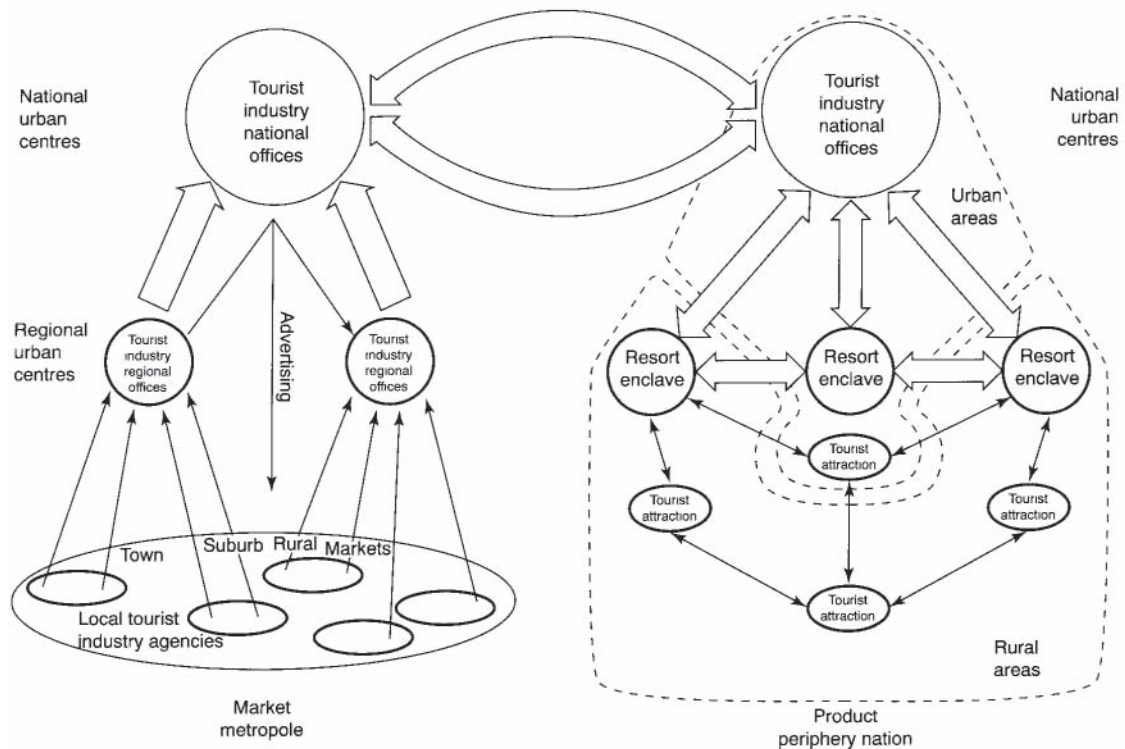 National
urban
centres
Tourist
industry
national
offices
Tourist
industry
national
offices
National
urban
centres
Urban
areas
Regional
urban
centres
Tourist
industry
regional
offices
Advertising
Tourist
industry
regional
offices
Resort
enclave
Resort
enclave
Resort
enclave
Tourist
attraction
Tourist
attraction
Tourist
attraction
Tourist
attraction
Town
Suburb
Rural
Markets
Local tourist
industry agencies
Rural
areas
Market
metropole
Product
periphery nation